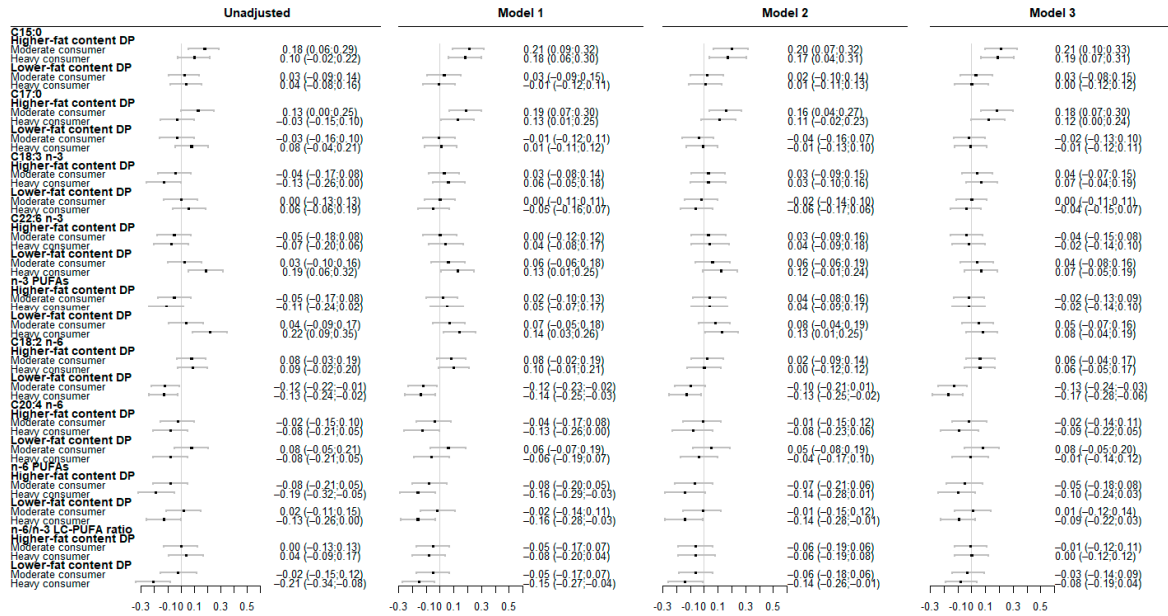 Unadjusted Model 1 Model 2 Model 3
C15:0
Higher-fat content DP
Moderate consumer 0.18 (0.06;0.29) 0.21 (0.09;0.32) 0.20 (0.07;0.32) 0.21 (0.10;0.33)
Heavy consumer 0.10 (−0.02;0.22) 0.18 (0.06;0.30) 0.17 (0.04;0.31) 0.19 (0.07;0.31)
Lower-fat content DP
Moderate consumer 0.03 (−0.09;0.14) 0.03 (−0.09;0.15) 0.02 (−0.10;0.14) 0.03 (−0.08;0.15)
Heavy consumer 0.04 (−0.08;0.16) −0.01 (−0.12;0.11) 0.01 (−0.11;0.13) 0.00 (−0.12;0.12)
C17:0
Higher-fat content DP
Moderate consumer 0.13 (0.00;0.25) 0.19 (0.07;0.30) 0.16 (0.04;0.27) 0.18 (0.07;0.30)
Heavy consumer −0.03 (−0.15;0.10) 0.13 (0.01;0.25) 0.11 (−0.02;0.23) 0.12 (0.00;0.24)
Lower-fat content DP
Moderate consumer −0.03 (−0.16;0.10) −0.01 (−0.12;0.11) −0.04 (−0.16;0.07) −0.02 (−0.13;0.10)
Heavy consumer 0.08 (−0.04;0.21) 0.01 (−0.11;0.12) −0.01 (−0.13;0.10) −0.01 (−0.12;0.11)
C18:3 n-3
Higher-fat content DP
Moderate consumer −0.04 (−0.17;0.08) 0.03 (−0.08;0.14) 0.03 (−0.09;0.15) 0.04 (−0.07;0.15)
Heavy consumer −0.13 (−0.26;0.00) 0.06 (−0.05;0.18) 0.03 (−0.10;0.16) 0.07 (−0.04;0.19)
Lower-fat content DP
Moderate consumer 0.00 (−0.13;0.13) 0.00 (−0.11;0.11) −0.02 (−0.14;0.10) 0.00 (−0.11;0.11)
Heavy consumer 0.06 (−0.06;0.19) −0.05 (−0.16;0.07) −0.06 (−0.17;0.06) −0.04 (−0.15;0.07)
C22:6 n-3
Higher-fat content DP
Moderate consumer −0.05 (−0.18;0.08) 0.00 (−0.12;0.12) 0.03 (−0.09;0.16) −0.04 (−0.15;0.08)
Heavy consumer −0.07 (−0.20;0.06) 0.04 (−0.08;0.17) 0.04 (−0.09;0.18) −0.02 (−0.14;0.10)
Lower-fat content DP
Moderate consumer 0.03 (−0.10;0.16) 0.06 (−0.06;0.18) 0.06 (−0.06;0.19) 0.04 (−0.08;0.16)
Heavy consumer 0.19 (0.06;0.32) 0.13 (0.01;0.25) 0.12 (−0.01;0.24) 0.07 (−0.05;0.19)
n-3 PUFAs
Higher-fat content DP
Moderate consumer −0.05 (−0.17;0.08) 0.02 (−0.10;0.13) 0.04 (−0.08;0.16) −0.02 (−0.13;0.09)
Heavy consumer −0.11 (−0.24;0.02) 0.05 (−0.07;0.17) 0.04 (−0.09;0.17) −0.02 (−0.14;0.10)
Lower-fat content DP
Moderate consumer 0.04 (−0.09;0.17) 0.07 (−0.05;0.18) 0.08 (−0.04;0.19) 0.05 (−0.07;0.16)
Heavy consumer 0.22 (0.09;0.35) 0.14 (0.03;0.26) 0.13 (0.01;0.25) 0.08 (−0.04;0.19)
C18:2 n-6
Higher-fat content DP
Moderate consumer 0.08 (−0.03;0.19) 0.08 (−0.02;0.19) 0.02 (−0.09;0.14) 0.06 (−0.04;0.17)
Heavy consumer 0.09 (−0.02;0.20) 0.10 (−0.01;0.21) 0.00 (−0.12;0.12) 0.06 (−0.05;0.17)
Lower-fat content DP
Moderate consumer −0.12 (−0.22;−0.01) −0.12 (−0.23;−0.02) −0.10 (−0.21;0.01) −0.13 (−0.24;−0.03)
Heavy consumer −0.13 (−0.24;−0.02) −0.14 (−0.25;−0.03) −0.13 (−0.25;−0.02) −0.17 (−0.28;−0.06)
C20:4 n-6
Higher-fat content DP
Moderate consumer −0.02 (−0.15;0.10) −0.04 (−0.17;0.08) −0.01 (−0.15;0.12) −0.02 (−0.14;0.11)
Heavy consumer −0.08 (−0.21;0.05) −0.13 (−0.26;0.00) −0.08 (−0.23;0.06) −0.09 (−0.22;0.05)
Lower-fat content DP
Moderate consumer 0.08 (−0.05;0.21) 0.06 (−0.07;0.19) 0.05 (−0.08;0.19) 0.08 (−0.05;0.20)
Heavy consumer −0.08 (−0.21;0.05) −0.06 (−0.19;0.07) −0.04 (−0.17;0.10) −0.01 (−0.14;0.12)
n-6 PUFAs
Higher-fat content DP
Moderate consumer −0.08 (−0.21;0.05) −0.08 (−0.20;0.05) −0.07 (−0.21;0.06) −0.05 (−0.18;0.08)
Heavy consumer −0.19 (−0.32;−0.05) −0.16 (−0.29;−0.03) −0.14 (−0.28;0.01) −0.10 (−0.24;0.03)
Lower-fat content DP
Moderate consumer 0.02 (−0.11;0.15) −0.02 (−0.14;0.11) −0.01 (−0.15;0.12) 0.01 (−0.12;0.14)
Heavy consumer −0.13 (−0.26;0.00) −0.16 (−0.28;−0.03) −0.14 (−0.28;−0.01) −0.09 (−0.22;0.03)
n-6/n-3 LC-PUFA ratio
Higher-fat content DP
Moderate consumer 0.00 (−0.13;0.13) −0.05 (−0.17;0.07) −0.06 (−0.19;0.06) −0.01 (−0.12;0.11)
Heavy consumer 0.04 (−0.09;0.17) −0.08 (−0.20;0.04) −0.06 (−0.19;0.08) 0.00 (−0.12;0.12)
Lower-fat content DP
Moderate consumer −0.02 (−0.15;0.12) −0.05 (−0.17;0.07) −0.06 (−0.18;0.06) −0.03 (−0.14;0.09)
Heavy consumer −0.21 (−0.34;−0.08) −0.15 (−0.27;−0.04) −0.14 (−0.26;−0.01) −0.08 (−0.19;0.04)
-0.3 -0.10 0.1 0.3 0.5 -0.3 -0.10 0.1 0.3 0.5 -0.3 -0.10 0.1 0.3 0.5 -0.3 -0.10 0.1 0.3 0.5